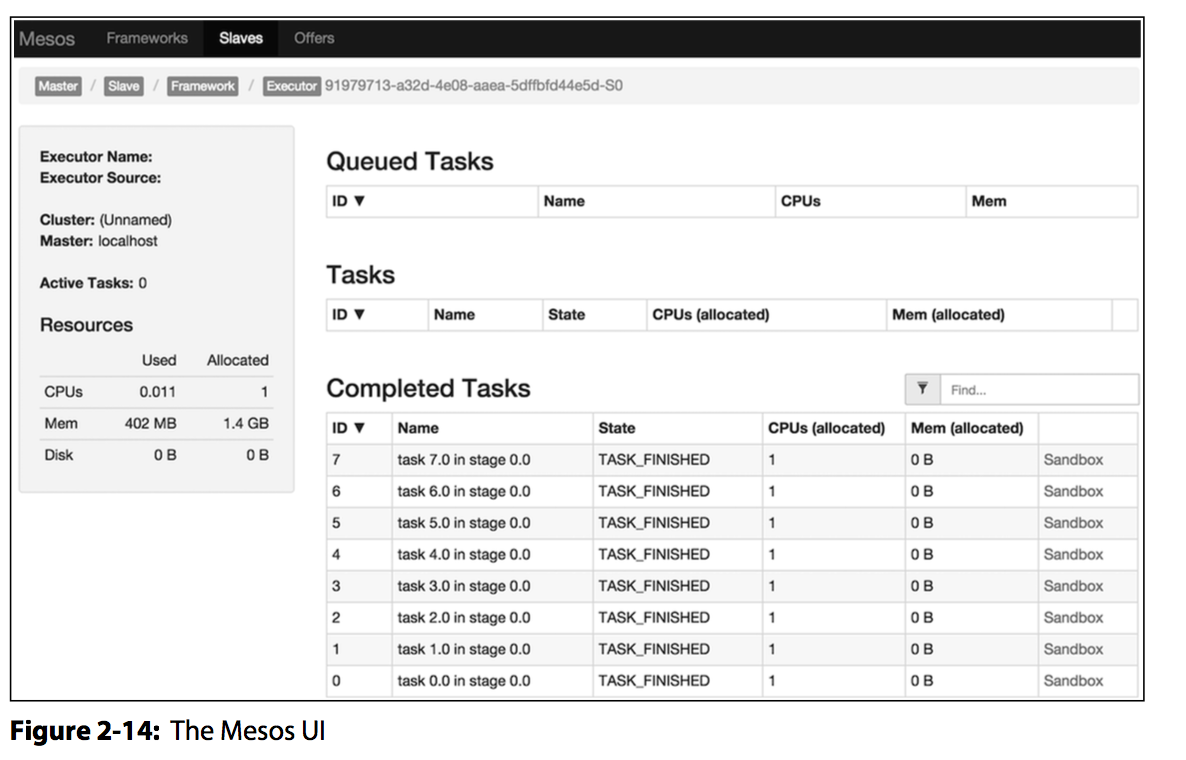 Mesos Frameworks Slaves Offers
Master / Slave / Framework / Executor 91979713-a32d-4e08-aaea-5dffbfd44e5d-S0
Executor Name:
Executor Source:
Cluster: (Unnamed)
Master: localhost
Active Tasks: 0
Resources
Used Allocated
CPUs 0.011 1
Mem 402 MB 1.4 GB
Disk 0 B 0 B
Queued Tasks
ID ▼ Name CPUs Mem
Tasks
ID ▼ Name State CPUs (allocated) Mem (allocated)
Completed Tasks
Find...
ID ▼ Name State CPUs (allocated) Mem (allocated)
7 task 7.0 in stage 0.0 TASK_FINISHED 1 0 B Sandbox
6 task 6.0 in stage 0.0 TASK_FINISHED 1 0 B Sandbox
5 task 5.0 in stage 0.0 TASK_FINISHED 1 0 B Sandbox
4 task 4.0 in stage 0.0 TASK_FINISHED 1 0 B Sandbox
3 task 3.0 in stage 0.0 TASK_FINISHED 1 0 B Sandbox
2 task 2.0 in stage 0.0 TASK_FINISHED 1 0 B Sandbox
1 task 1.0 in stage 0.0 TASK_FINISHED 1 0 B Sandbox
0 task 0.0 in stage 0.0 TASK_FINISHED 1 0 B Sandbox
Figure 2-14: The Mesos UI